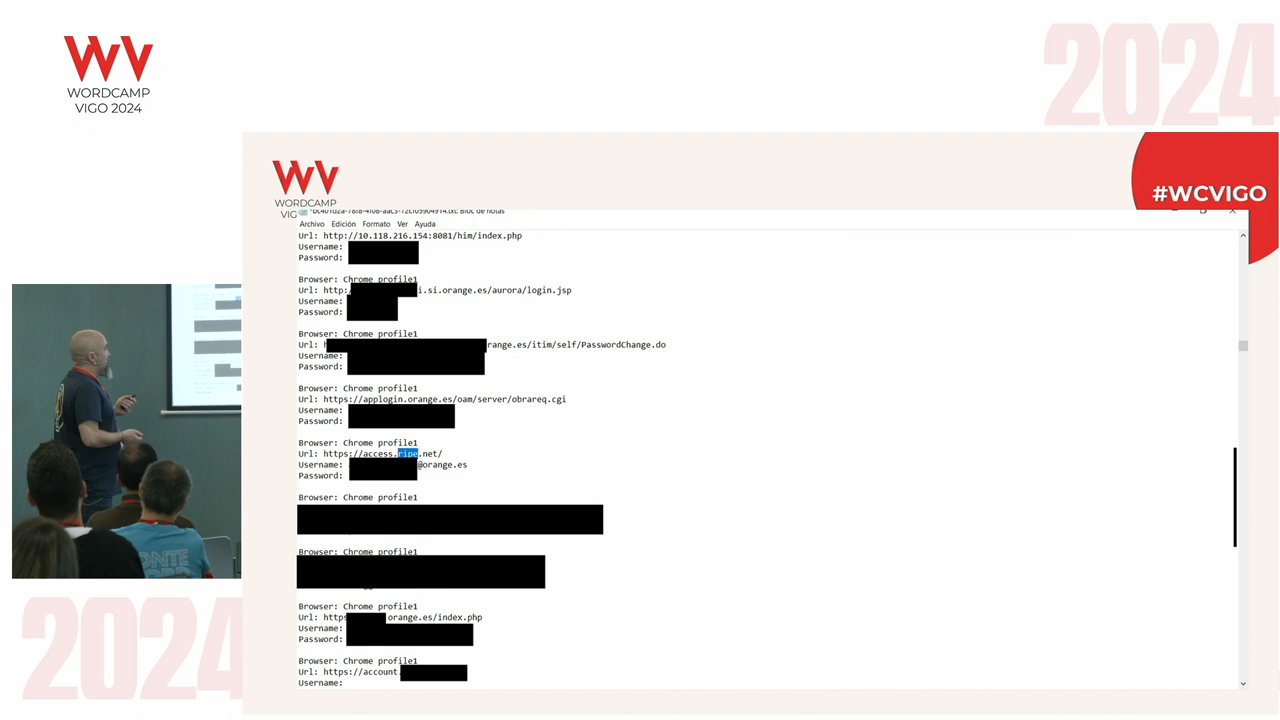 WORDCAMP
VIGO 2024
2024
#WCVIGO
WORDCAMP
VIG
Bloc de notas
Archivo Edición Formato Ver Ayuda
Url: http://10.118.216.154:8081/him/index.php
Username:
Password:
Browser: Chrome profile1
Url: http:/ i.si.orange.es/aurora/login.jsp
Username:
Password:
Browser: Chrome profile1
Url: h range.es/itim/self/PasswordChange.do
Username:
Password:
Browser: Chrome profile1
Url: https://applogin.orange.es/oam/server/obrareq.cgi
Username:
Password:
Browser: Chrome profile1
Url: https://access.ripe.net/
Username: @orange.es
Password:
Browser: Chrome profile1
Browser: Chrome profile1
Browser: Chrome profile1
Url: https orange.es/index.php
Username:
Password:
Browser: Chrome profile1
Url: https://account.
Username:
2024